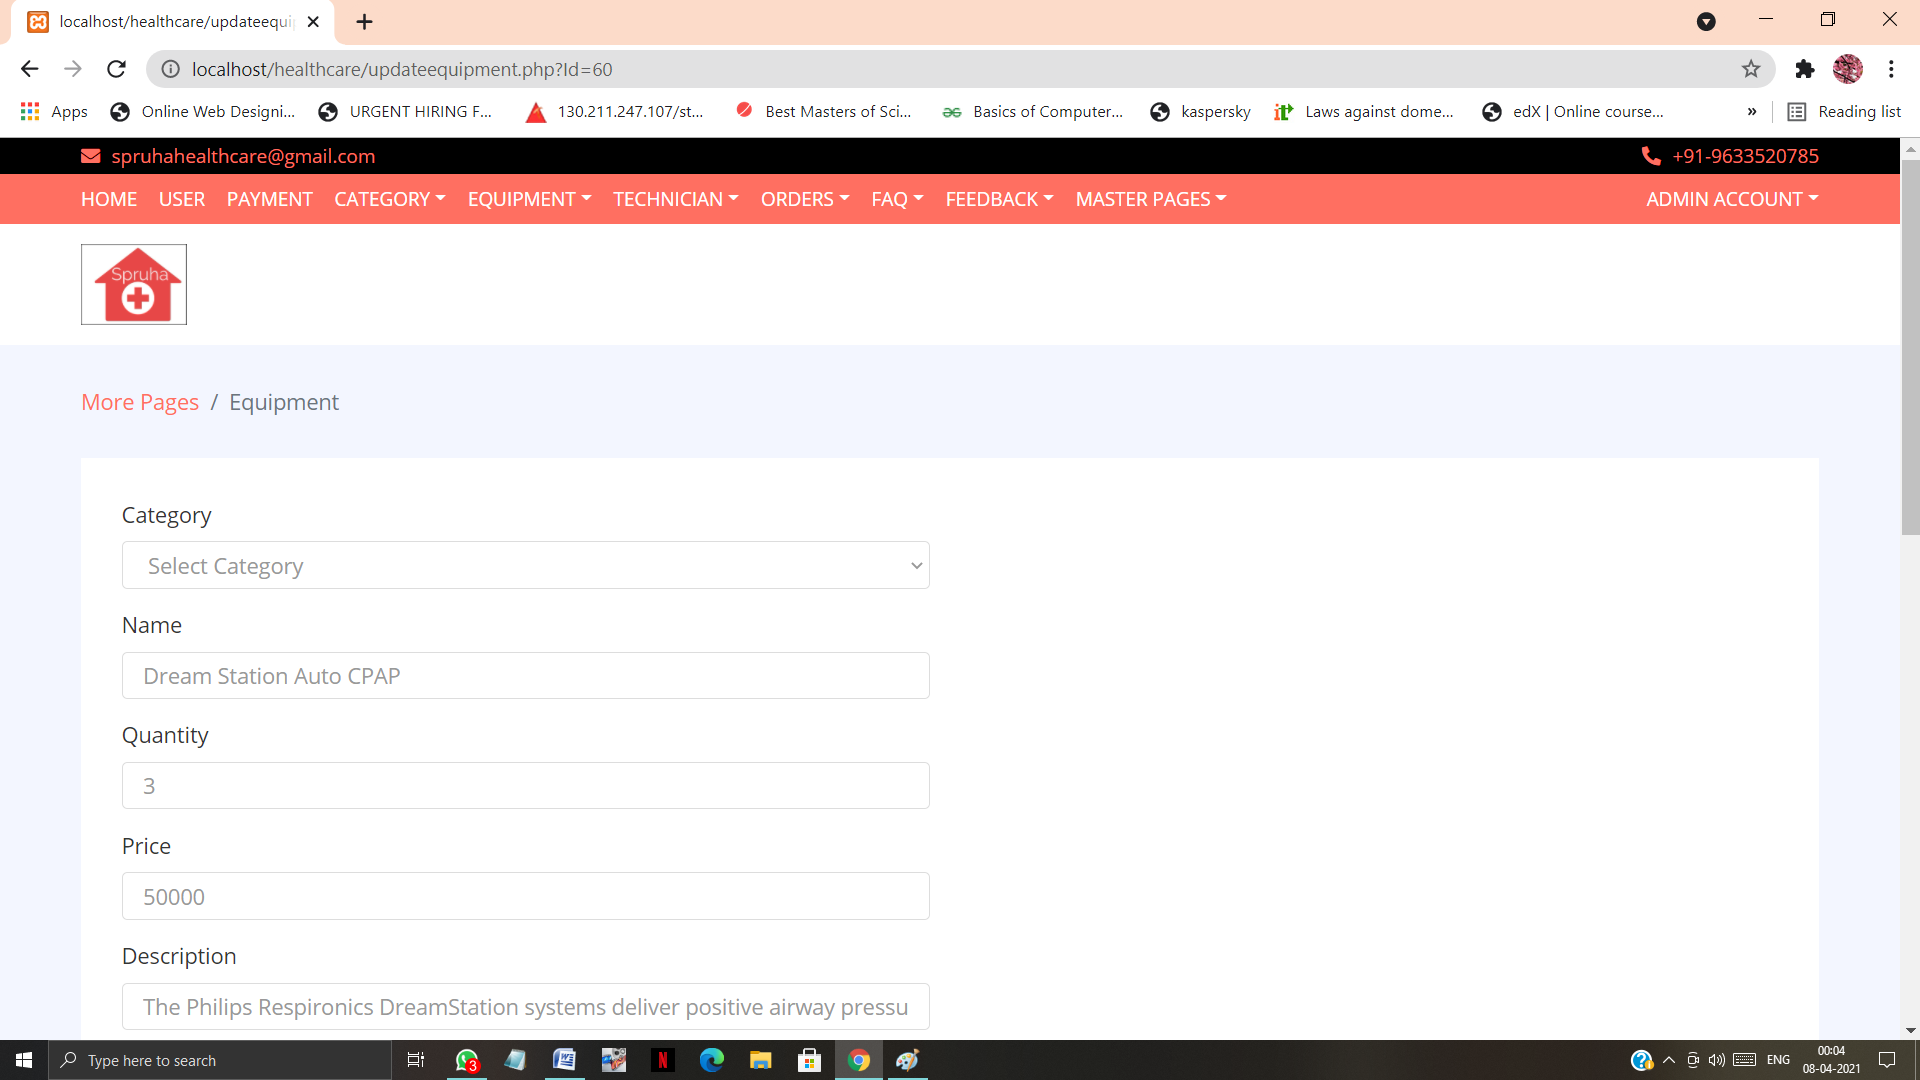 localhost/healthcare/updateequi
localhost/healthcare/updateequipment.php?Id=60
Apps Online Web Designi... URGENT HIRING F... 130.211.247.107/st... Best Masters of Sci... Basics of Computer... kaspersky Laws against dome... edX | Online course... » Reading list
spruhahealthcare@gmail.com +91-9633520785
HOME USER PAYMENT CATEGORY EQUIPMENT TECHNICIAN ORDERS FAQ FEEDBACK MASTER PAGES ADMIN ACCOUNT
Spruha
More Pages / Equipment
Category
Select Category
Name
Dream Station Auto CPAP
Quantity
3
Price
50000
Description
The Philips Respironics DreamStation systems deliver positive airway pressu
Type here to search 3 ENG 00:04
08-04-2021